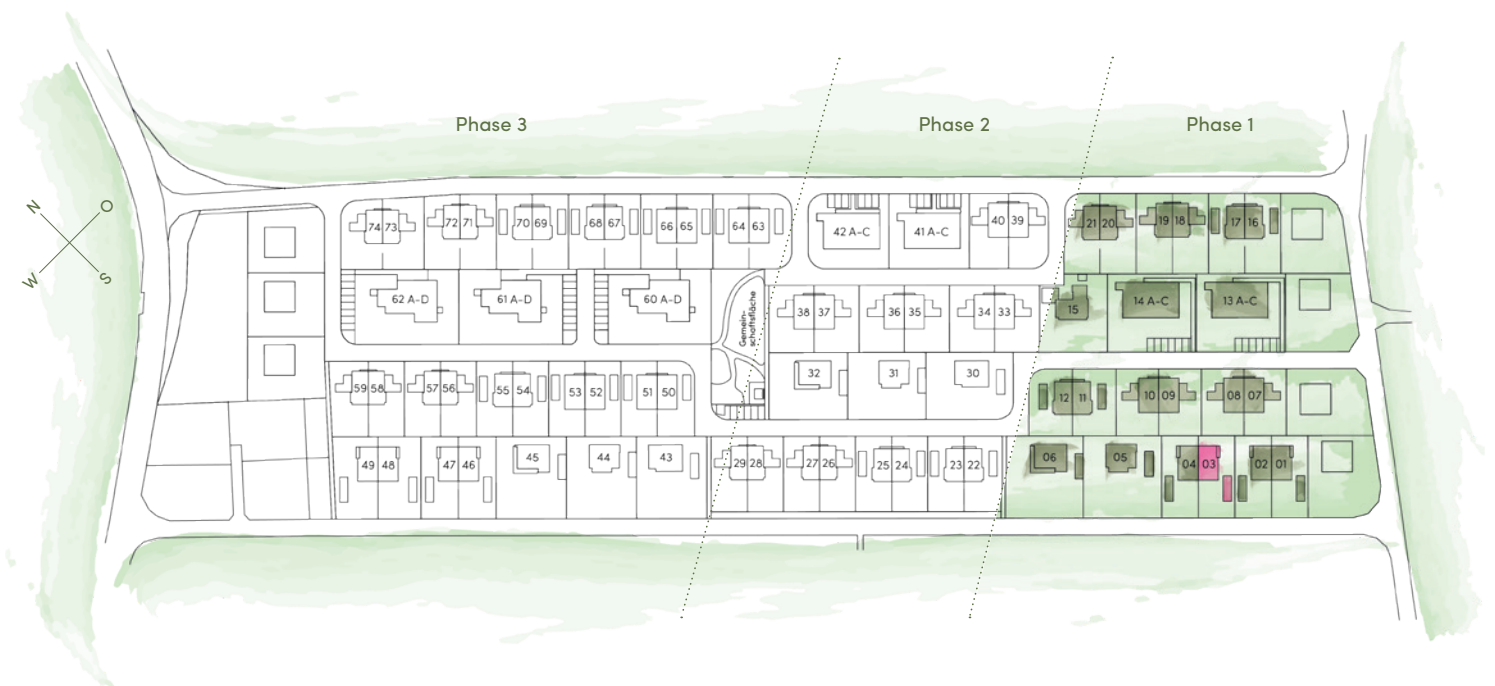 Phase 3
Phase 2
Phase 1
N
O
W
S
74 73
72 71
70 69
68 67
66 65
64 63
42 A-C
41 A-C
40 39
21 20
19 18
17 16
62 A-D
61 A-D
60 A-D
Gemein-
schaftsfläche
38 37
36 35
34 33
15
14 A-C
13 A-C
59 58
57 56
55 54
53 52
51 50
32
31
30
12 11
10 09
08 07
49 48
47 46
45
44
43
29 28
27 26
25 24
23 22
06
05
04 03
02 01